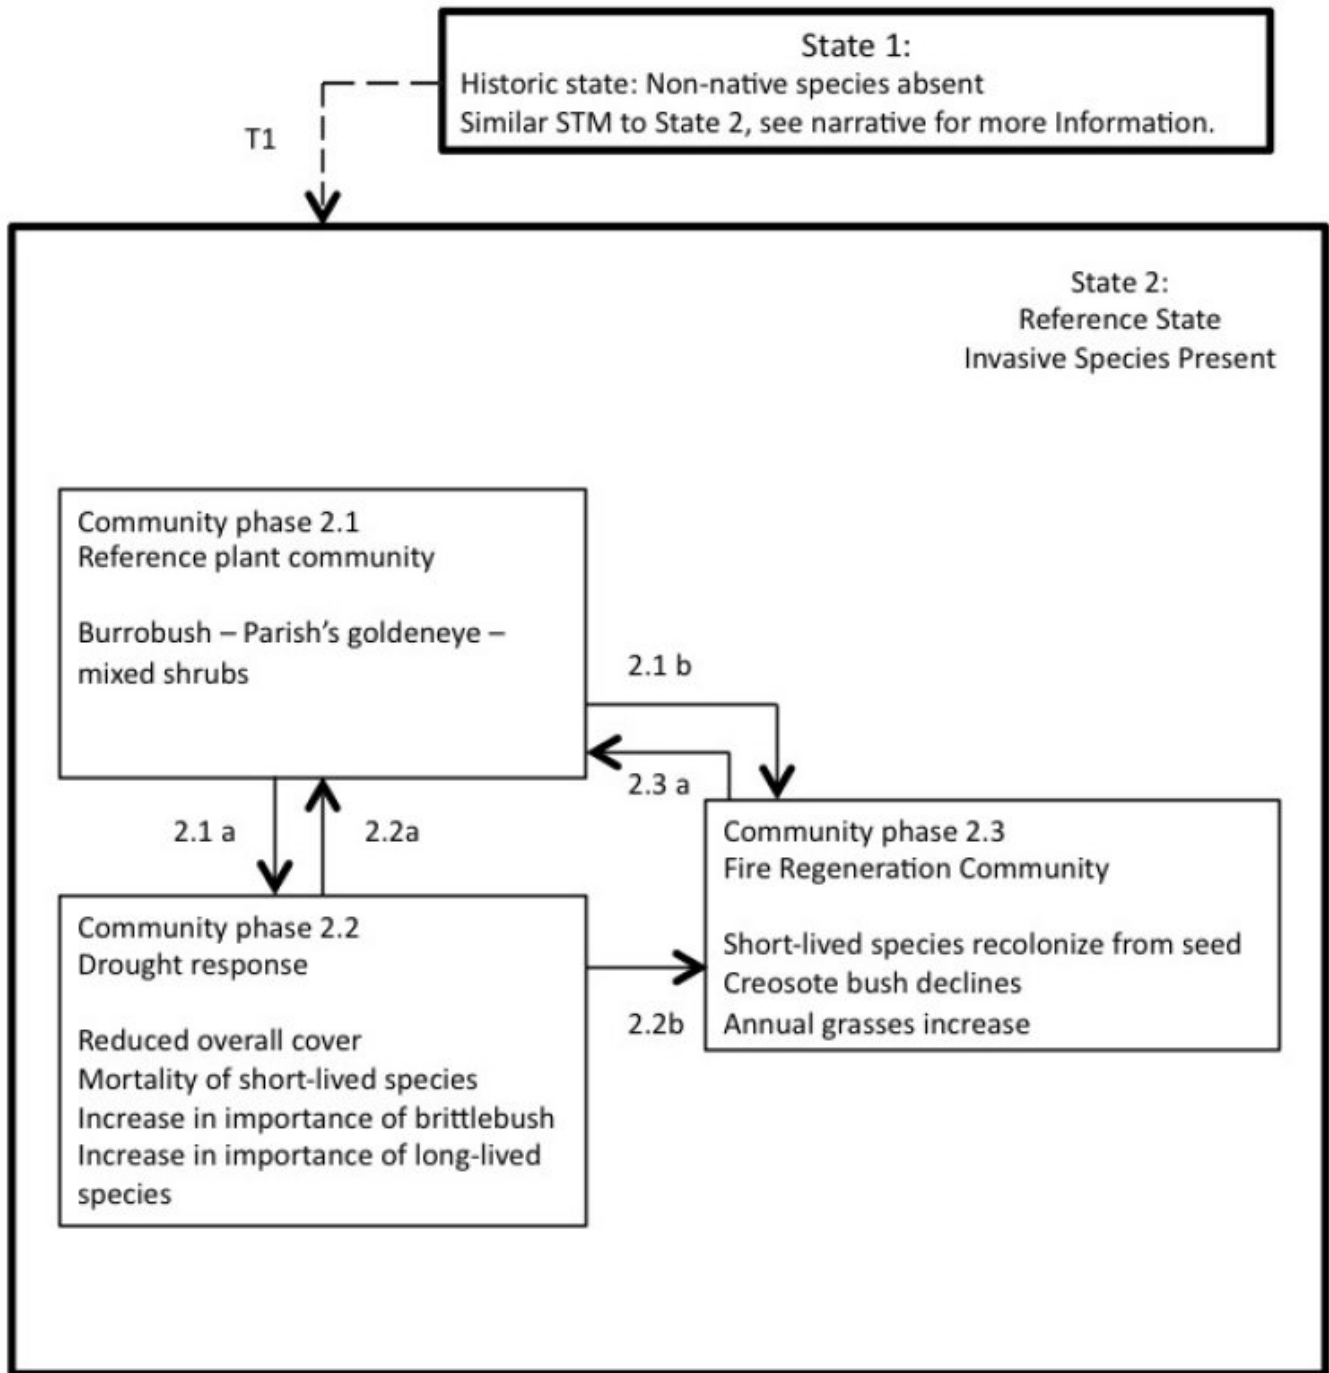 State 1:
Historic state: Non-native species absent
Similar STM to State 2, see narrative for more Information.
T1
State 2:
Reference State
Invasive Species Present
Community phase 2.1
Reference plant community
Burrobush – Parish’s goldeneye –
mixed shrubs
2.1 b
2.3 a
2.1 a
2.2a
Community phase 2.3
Fire Regeneration Community
Short-lived species recolonize from seed
Creosote bush declines
Annual grasses increase
Community phase 2.2
Drought response
Reduced overall cover
Mortality of short-lived species
Increase in importance of brittlebush
Increase in importance of long-lived
species
2.2b